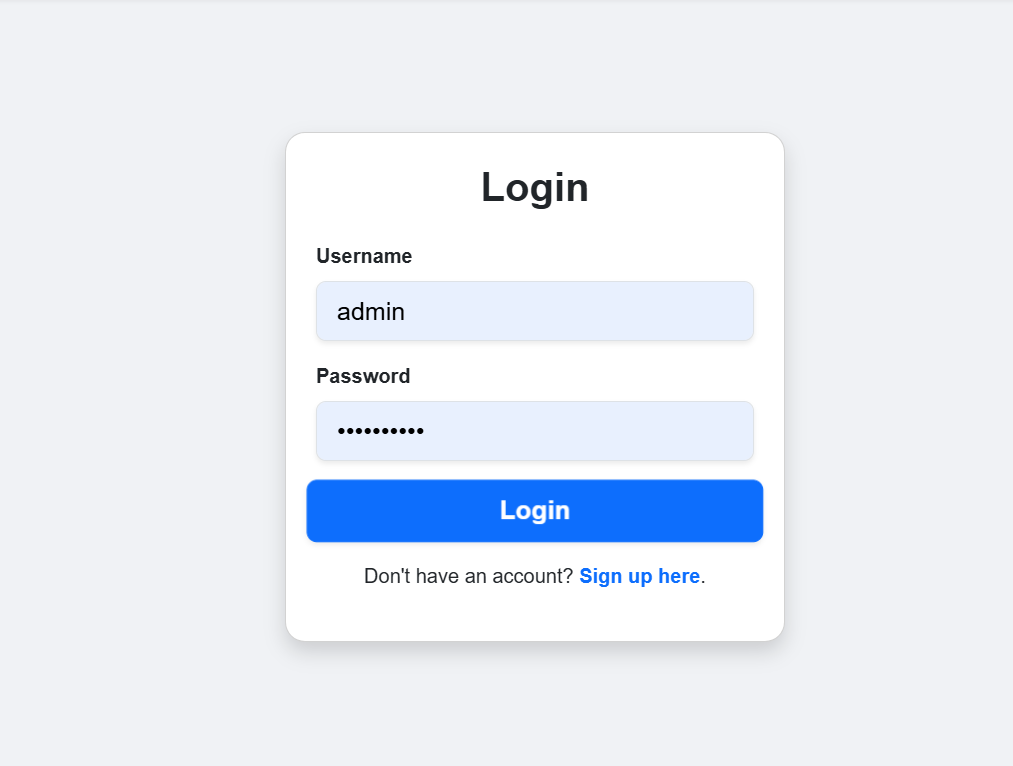 Login
Username
admin
Password
••••••••••
Login
Don't have an account? Sign up here.